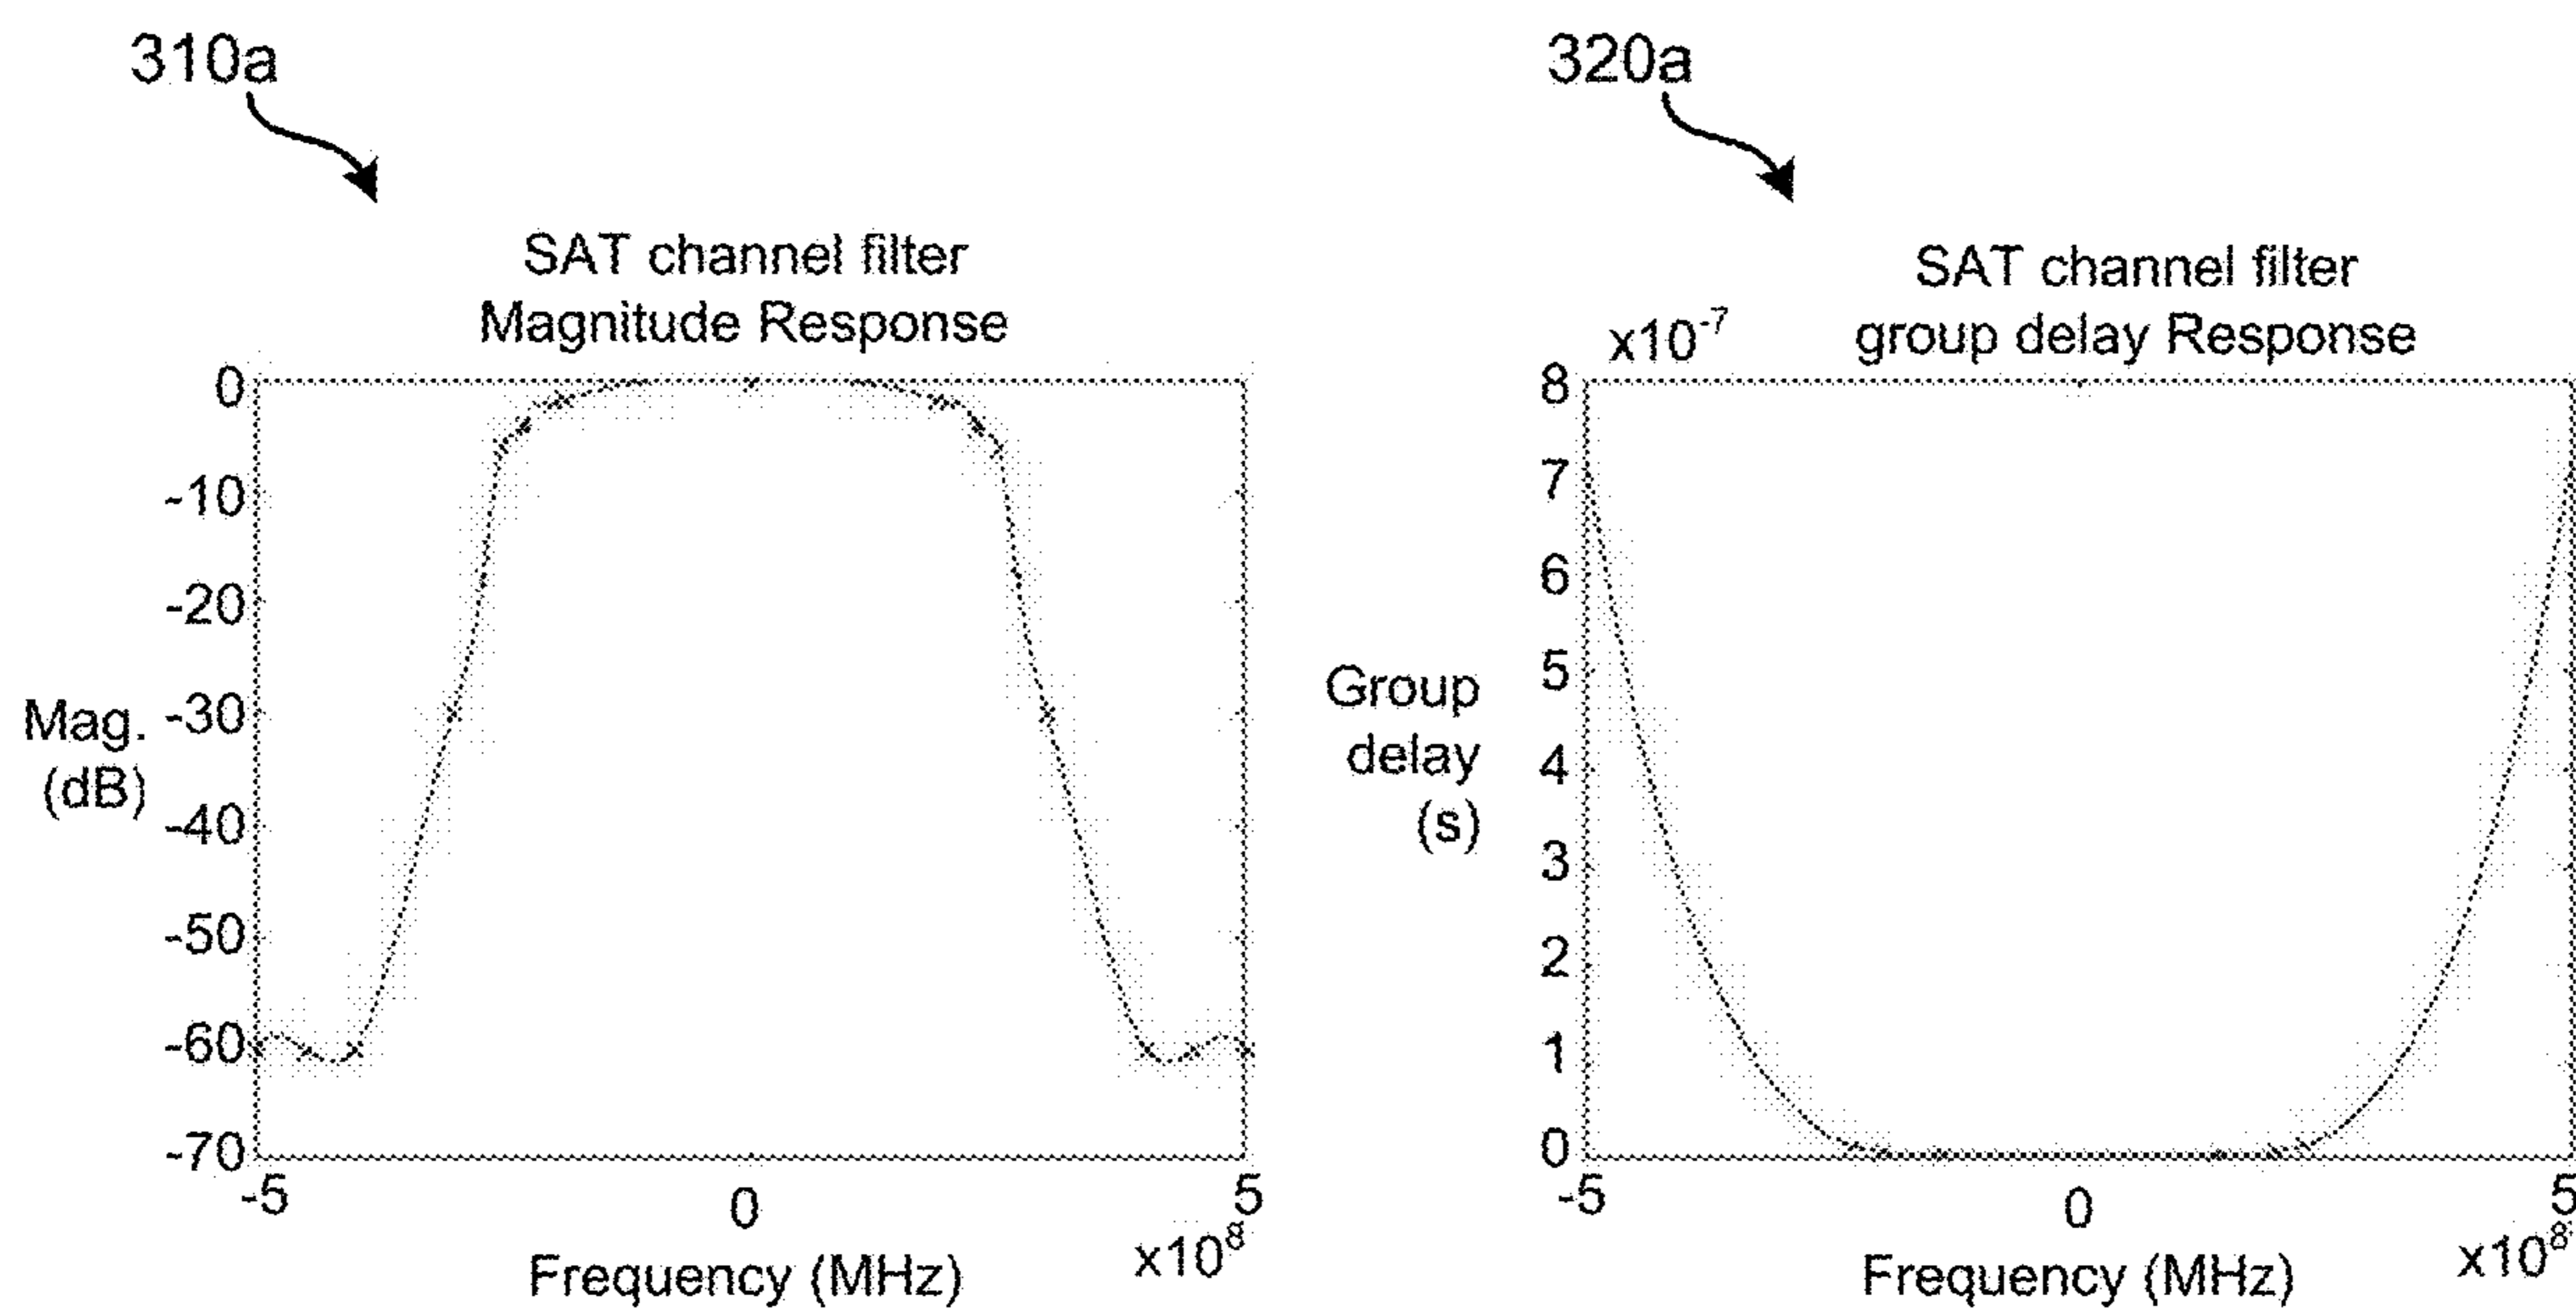 310a
SAT channel filter
Magnitude Response
0
-10
-20
-30
-40
-50
-60
-70
Mag.
(dB)
-5
0
5
x10^8
Frequency (MHz)
320a
SAT channel filter
group delay Response
x10^-7
8
7
6
5
4
3
2
1
0
Group
delay
(s)
-5
0
5
x10^8
Frequency (MHz)